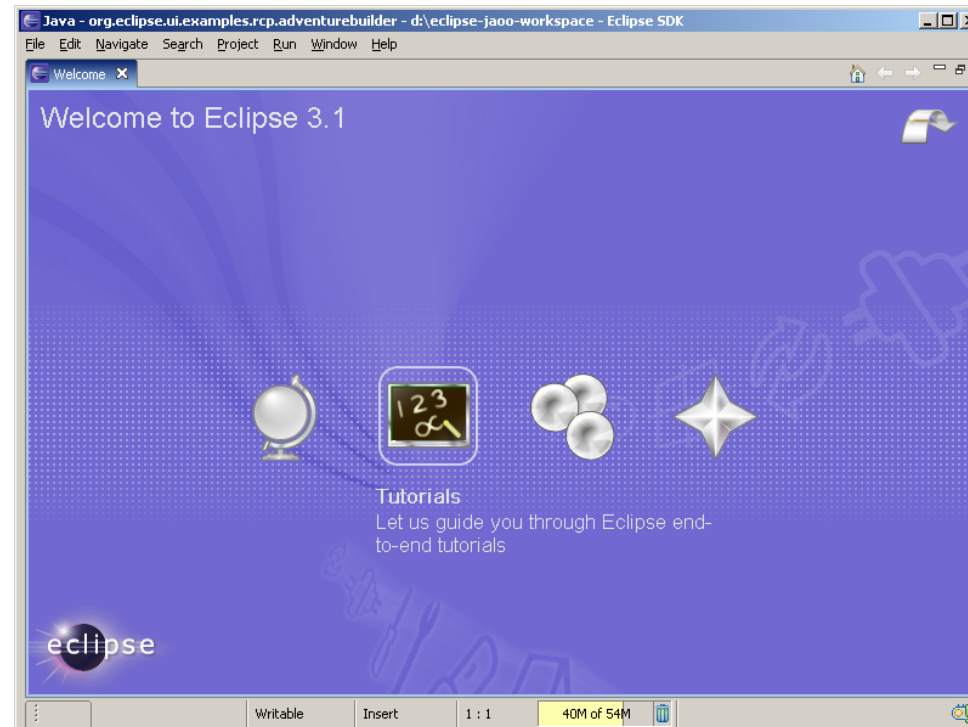 Java - org.eclipse.ui.examples.rcp.adventurebuilder - d:\eclipse-jaoo-workspace - Eclipse SDK
File Edit Navigate Search Project Run Window Help
Welcome
Welcome to Eclipse 3.1
123
Tutorials
Let us guide you through Eclipse end-
to-end tutorials
eclipse
Writable Insert 1 : 1 40M of 54M